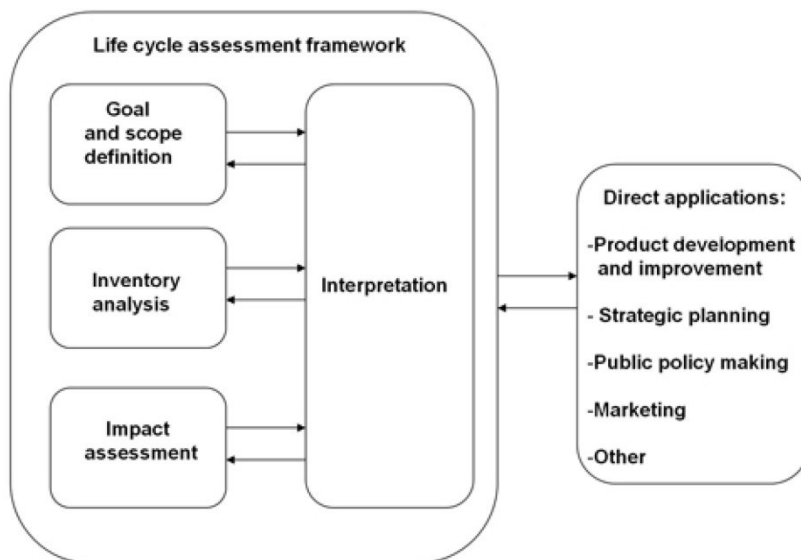 Life cycle assessment framework
Goal
and scope
definition
Inventory
analysis
Impact
assessment
Interpretation
Direct applications:
-Product development
and improvement
- Strategic planning
-Public policy making
-Marketing
-Other